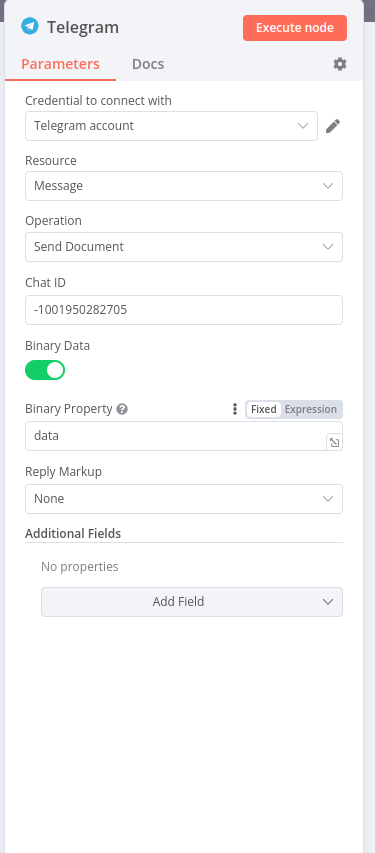 Telegram
Execute node
Parameters Docs
Credential to connect with
Telegram account
Resource
Message
Operation
Send Document
Chat ID
-1001950282705
Binary Data
Binary Property ? Fixed Expression
data
Reply Markup
None
Additional Fields
No properties
Add Field